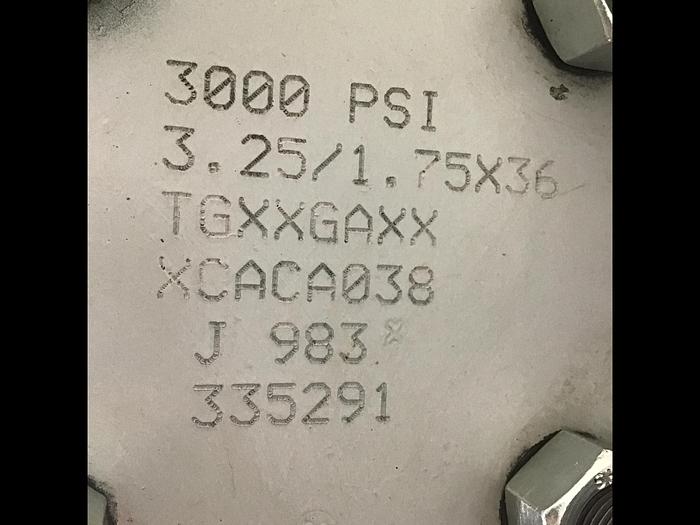 3000 PSI
3.25/1.75X36
TGXXGAXX
XCACA038
J 983
335291